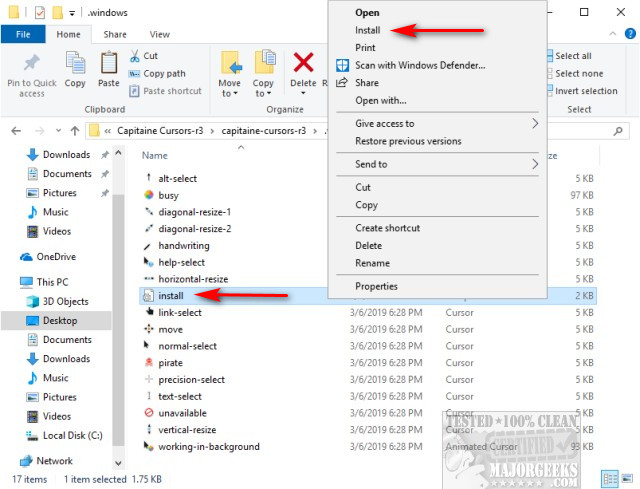 .windows
File
Home
Pin to Quick access
Copy
Paste
Cut
Copy path
Paste shortcut
Clipboard
Move to
Copy to
Delete
Organize
Select all
Select none
Invert selection
Select
Open
Install
Print
Scan with Windows Defender...
Share
Open with...
Give access to
Restore previous versions
Send to
Cut
Copy
Create shortcut
Delete
Rename
Properties
Capitaine Cursors-r3
capitaine-cursors-r3
Downloads
Documents
Pictures
Music
Videos
OneDrive
This PC
3D Objects
Desktop
Documents
Downloads
Music
Pictures
Videos
Local Disk (C:)
Network
Name
alt-select 5 KB
busy 97 KB
diagonal-resize-1 5 KB
diagonal-resize-2 5 KB
handwriting 5 KB
help-select 5 KB
horizontal-resize 5 KB
install 2 KB
link-select 3/6/2019 6:28 PM Cursor 5 KB
move 3/6/2019 6:28 PM Cursor 5 KB
normal-select 3/6/2019 6:28 PM Cursor 5 KB
pirate 3/6/2019 6:28 PM Cursor 5 KB
precision-select 3/6/2019 6:28 PM Cursor 5 KB
text-select 3/6/2019 6:28 PM Cursor 5 KB
unavailable 3/6/2019 6:28 PM Cursor
vertical-resize 3/6/2019 6:28 PM
working-in-background 3/6/2019 6:28 PM Animated Cursor 93 KB
17 items
1 item selected 1.75 KB
TESTED ★ 100% CLEAN
CERTIFIED
MAJORGEEKS
.COM